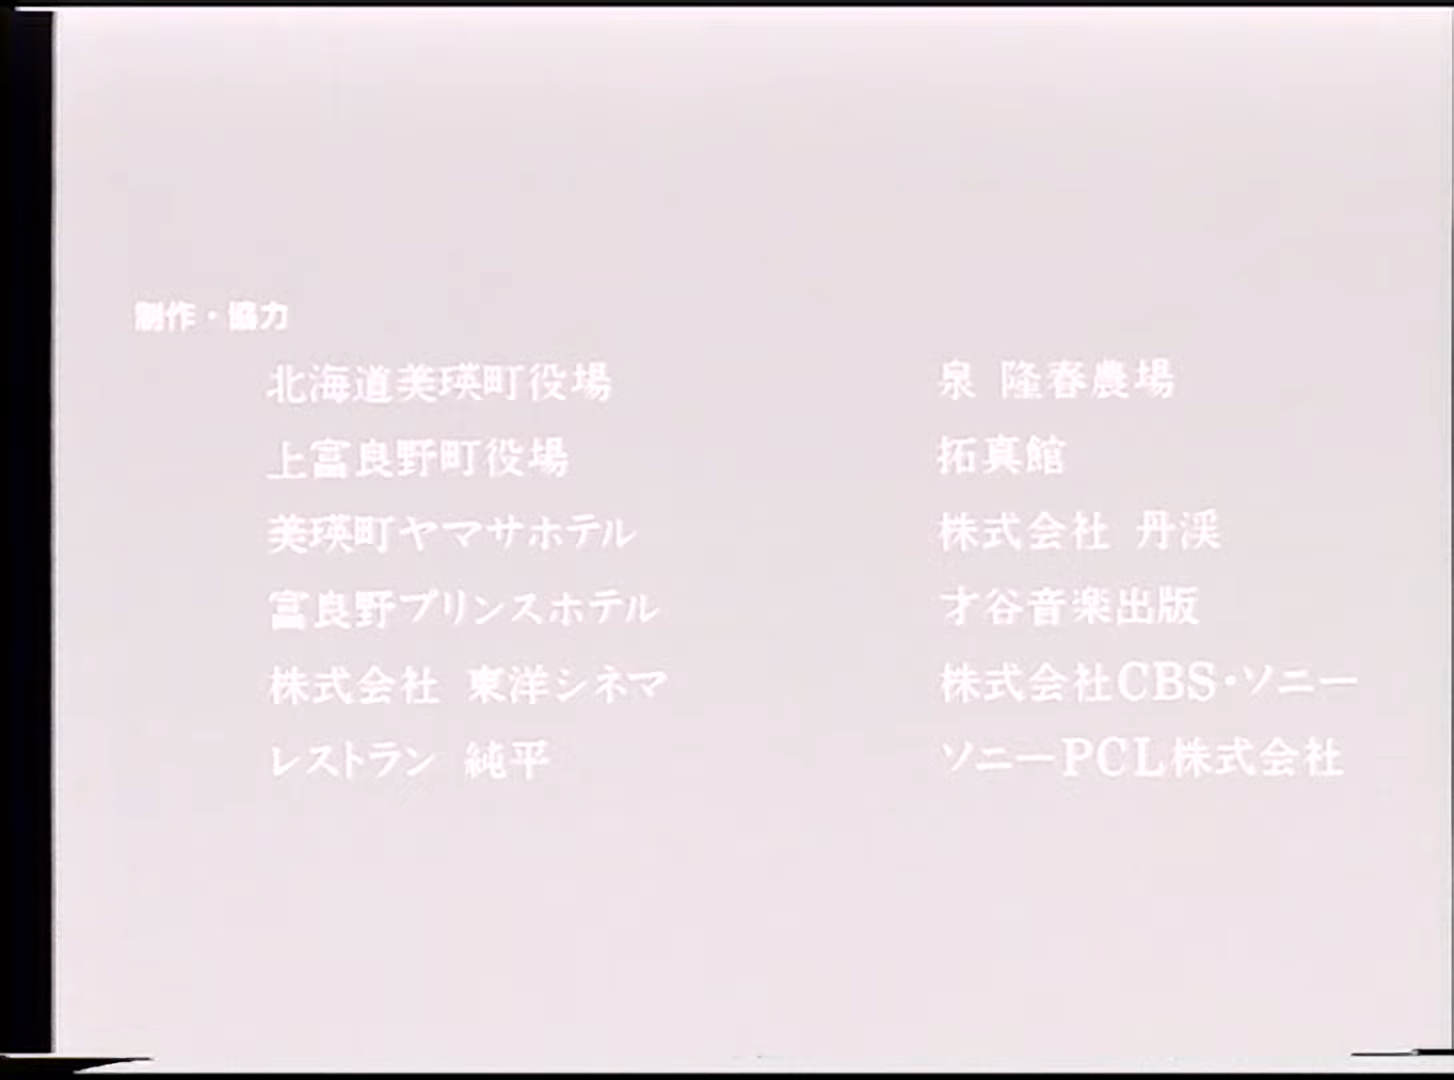 制作・協力
北海道美瑛町役場
上富良野町役場
美瑛町ヤマサホテル
富良野プリンスホテル
株式会社 東洋シネマ
レストラン 純平
泉 隆春農場
拓真館
株式会社 丹渓
才谷音楽出版
株式会社CBS・ソニー
ソニーPCL株式会社